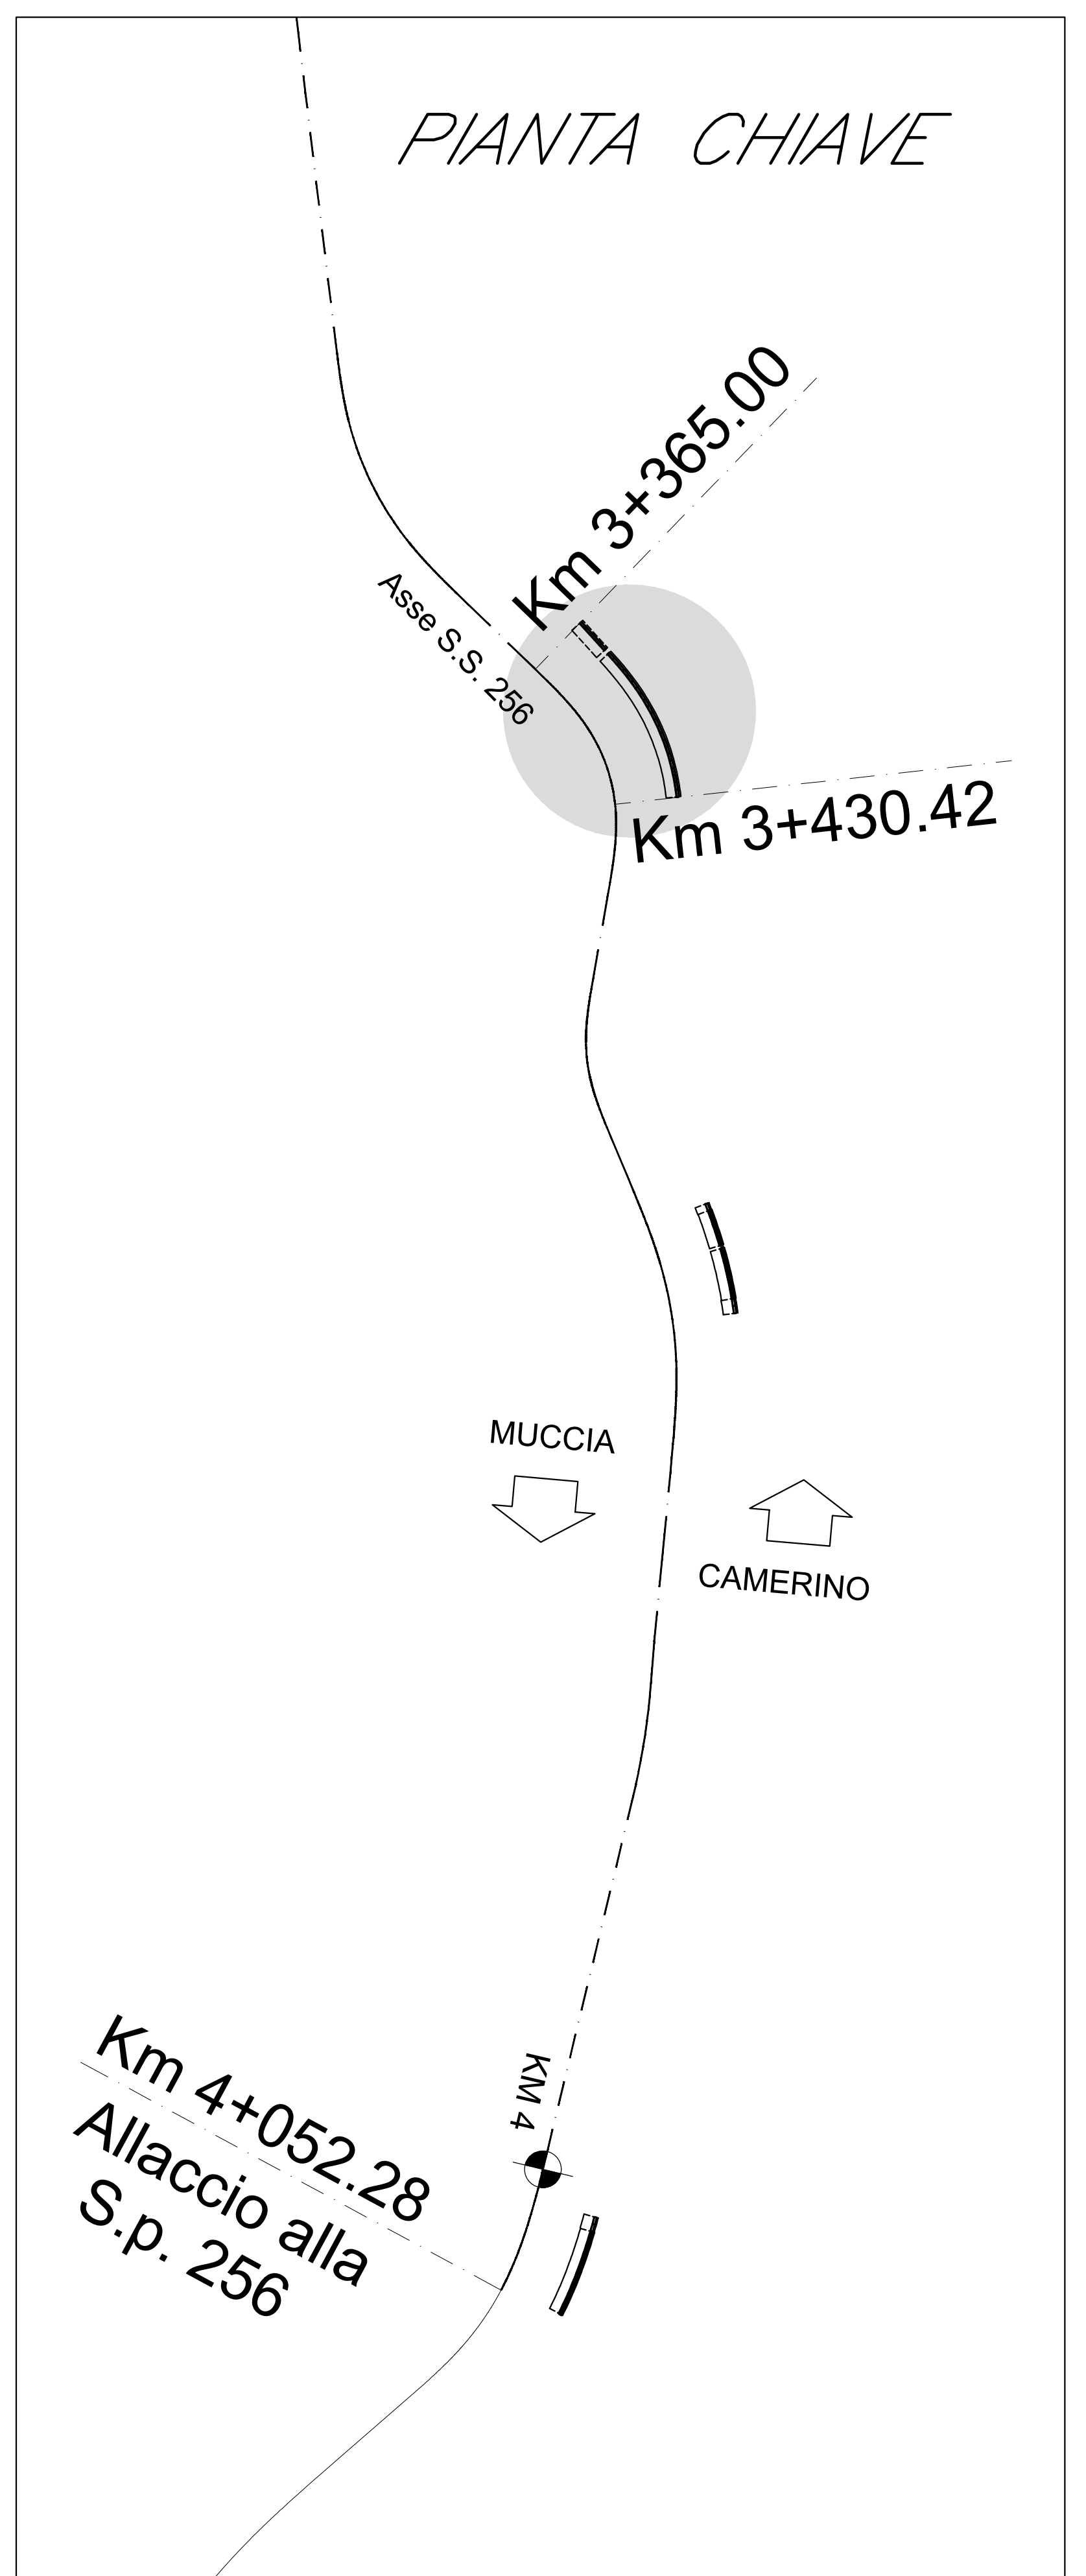 PIANTA CHIAVE
Km 3+365.00
Asse S.S. 256
Km 3+430.42
MUCCIA
CAMERINO
KM 4
Km 4+052.28
Allaccio alla
S.p. 256